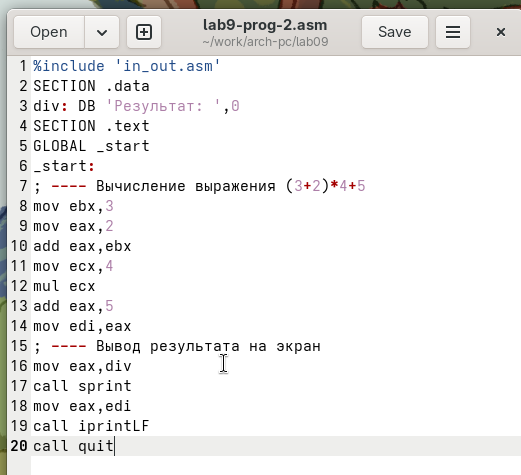 Open
lab9-prog-2.asm
~/work/arch-pc/lab09
Save
1 %include 'in_out.asm'
2 SECTION .data
3 div: DB 'Результат: ',0
4 SECTION .text
5 GLOBAL _start
6 _start:
7 ; ---- Вычисление выражения (3+2)*4+5
8 mov ebx,3
9 mov eax,2
10 add eax,ebx
11 mov ecx,4
12 mul ecx
13 add eax,5
14 mov edi,eax
15 ; ---- Вывод результата на экран
16 mov eax,div
17 call sprint
18 mov eax,edi
19 call iprintLF
20 call quit